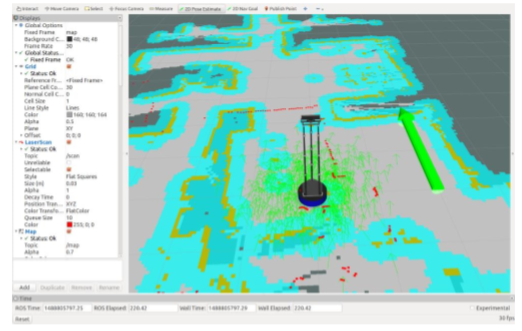 Interact Move Camera Select Focus Camera Measure 2D Pose Estimate 2D Nav Goal Publish Point
Displays
Global Options
Fixed Frame map
Background C... 48; 48; 48
Frame Rate 30
Global Status...
Fixed Frame OK
Grid
Status: Ok
Reference Fr... <Fixed Frame>
Plane Cell Co... 30
Normal Cell C... 0
Cell Size 1
Line Style Lines
Color 160; 160; 164
Alpha 0.5
Plane XY
Offset 0; 0; 0
LaserScan
Status: Ok
Topic /scan
Unreliable
Selectable
Style Flat Squares
Size (m) 0.03
Alpha 1
Decay Time 0
Position Tran... XYZ
Color Transfo... FlatColor
Queue Size 10
Color 255; 0; 0
Map
Status: Ok
Topic /map
Alpha 0.7
Add Duplicate Remove Rename
Time
ROS Time: ROS Elapsed: 220.42 Wall Time: Wall Elapsed: 220.42 Experimental
Reset 30 fps